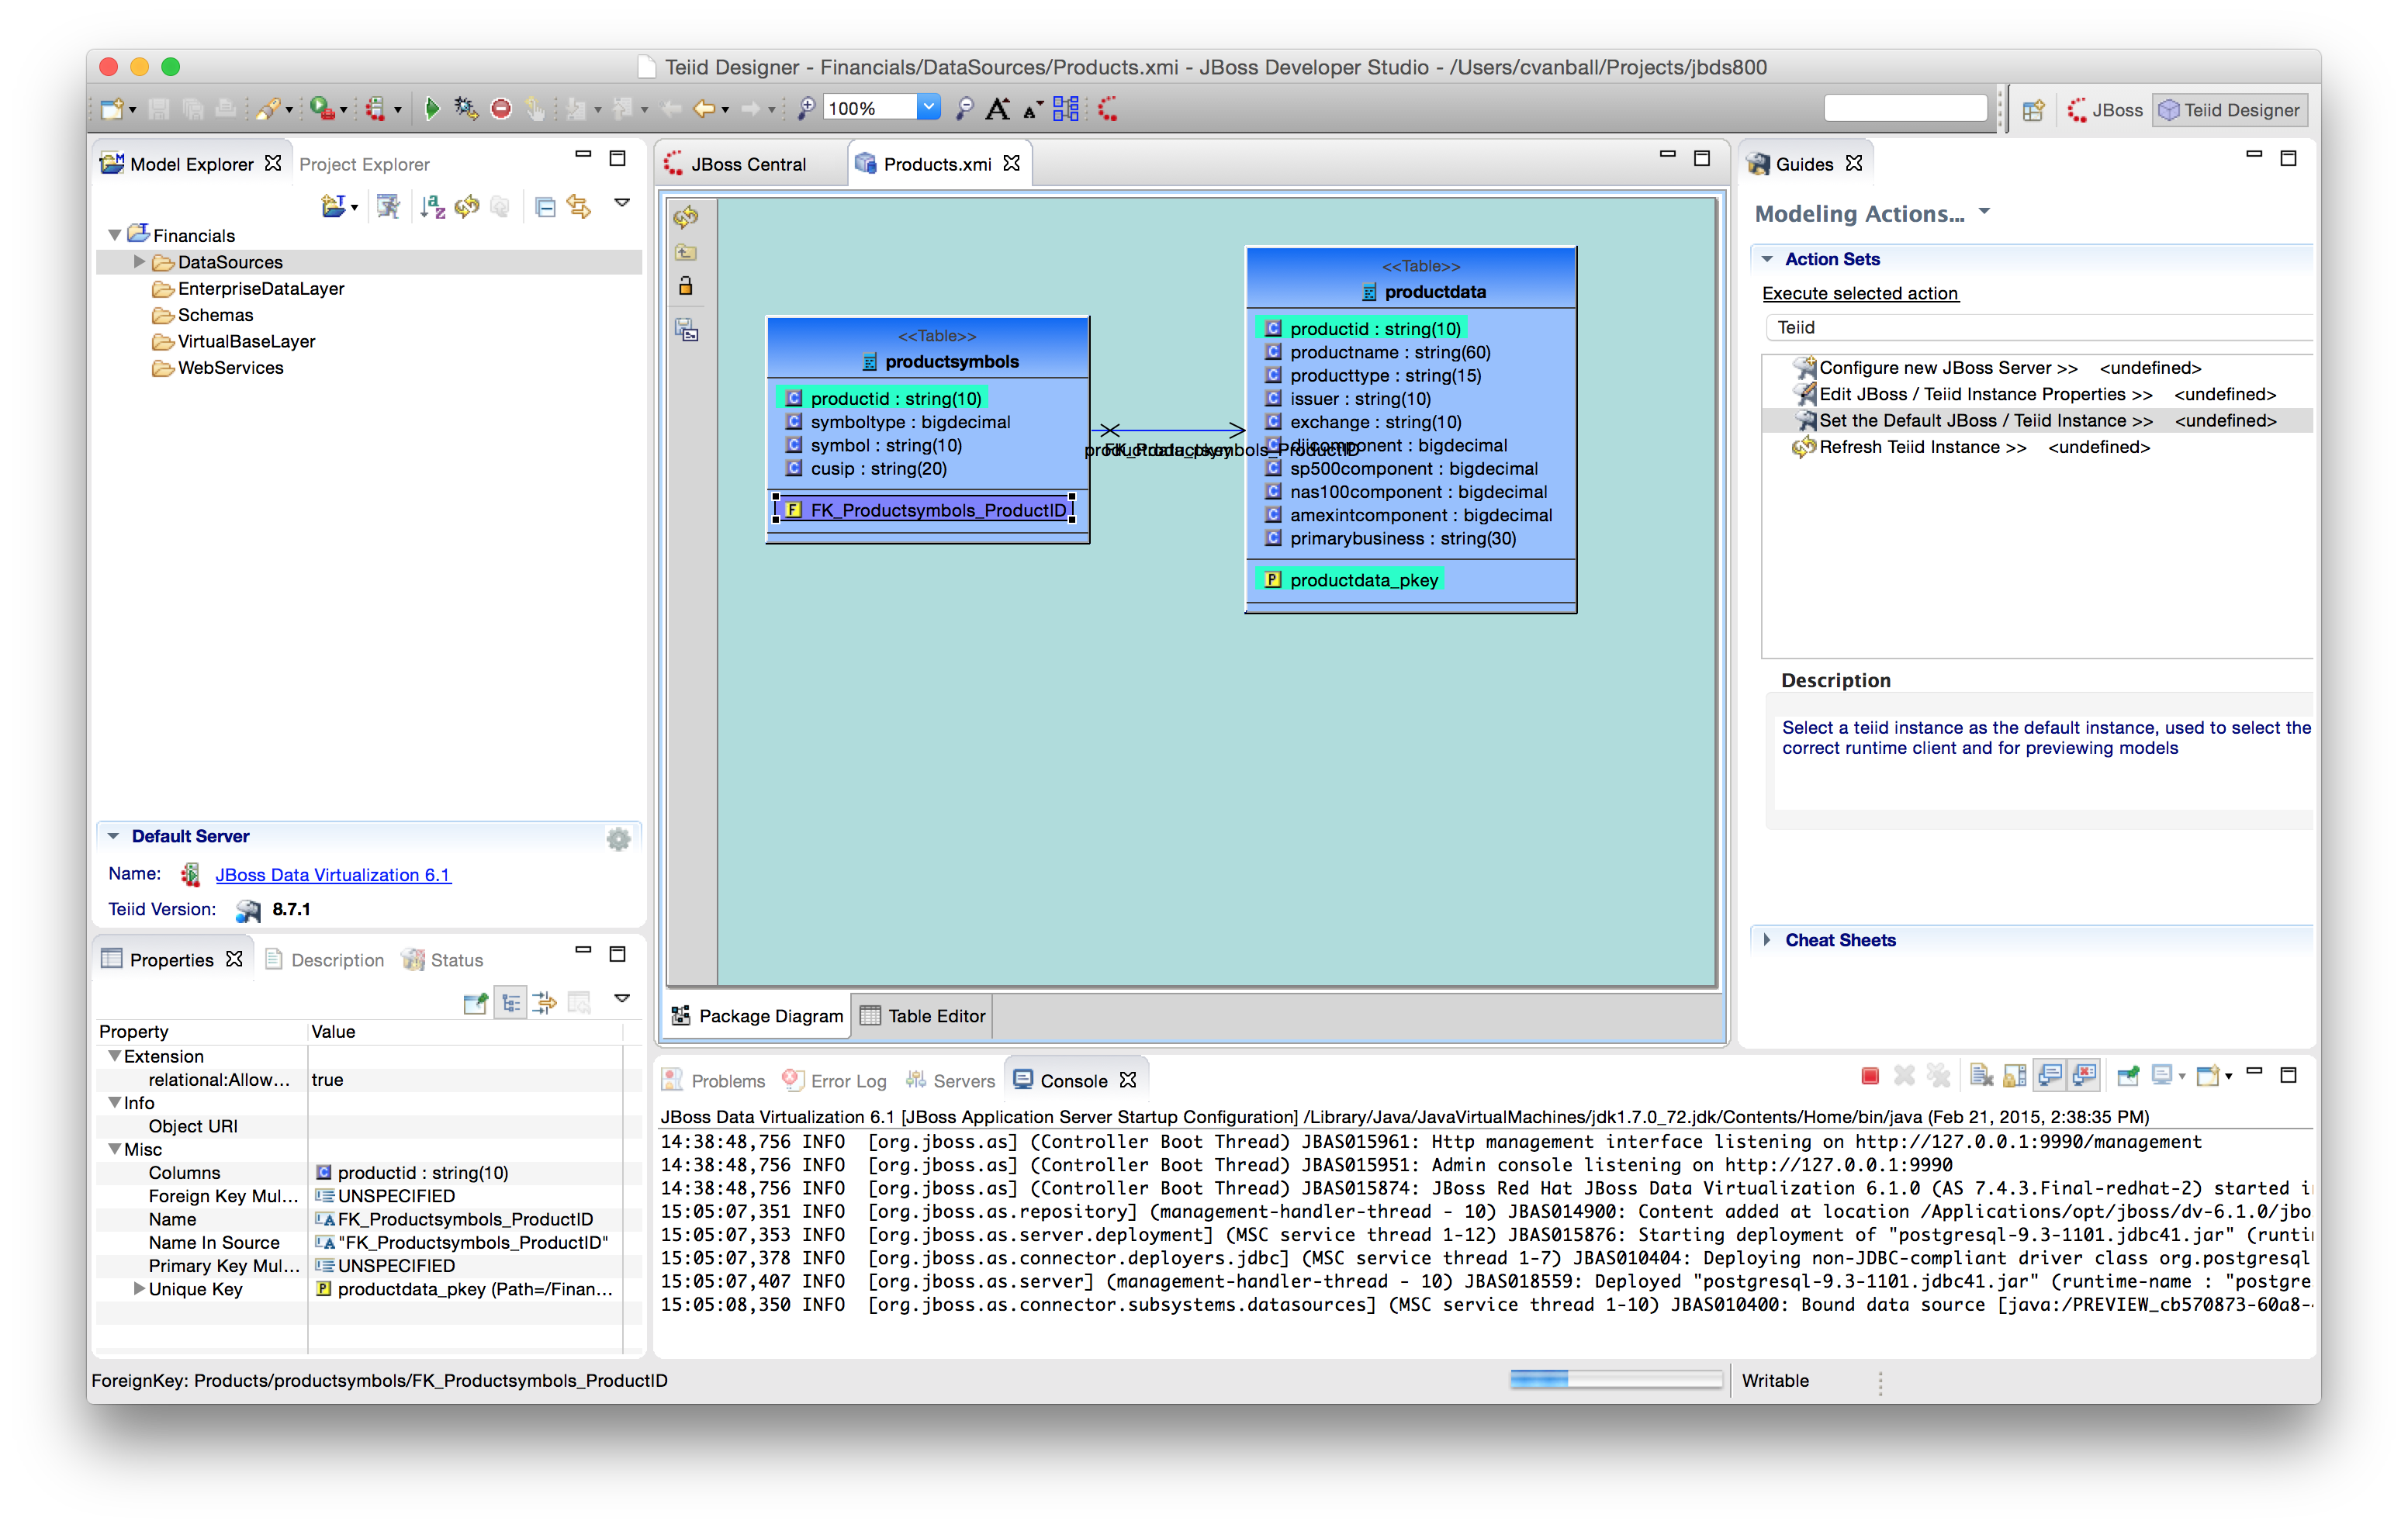 Teiid Designer - Financials/DataSources/Products.xmi - JBoss Developer Studio - /Users/cvanball/Projects/jbds800
100%
JBoss
Teiid Designer
Model Explorer
Project Explorer
Financials
DataSources
EnterpriseDataLayer
Schemas
VirtualBaseLayer
WebServices
Default Server
Name: JBoss Data Virtualization 6.1
Teiid Version: 8.7.1
Properties
Description
Status
Property Value
Extension
relational:Allow... true
Info
Object URI
Misc
Columns productid : string(10)
Foreign Key Mul... UNSPECIFIED
Name FK_Productsymbols_ProductID
Name In Source "FK_Productsymbols_ProductID"
Primary Key Mul... UNSPECIFIED
Unique Key productdata_pkey (Path=/Finan...
JBoss Central
Products.xmi
<<Table>>
productsymbols
productid : string(10)
symboltype : bigdecimal
symbol : string(10)
cusip : string(20)
FK_Productsymbols_ProductID
<<Table>>
productdata
productid : string(10)
productname : string(60)
producttype : string(15)
issuer : string(10)
exchange : string(10)
djicomponent : bigdecimal
sp500component : bigdecimal
nas100component : bigdecimal
amexintcomponent : bigdecimal
primarybusiness : string(30)
productdata_pkey
Package Diagram
Table Editor
Guides
Modeling Actions...
Action Sets
Execute selected action
Teiid
Configure new JBoss Server >> <undefined>
Edit JBoss / Teiid Instance Properties >> <undefined>
Set the Default JBoss / Teiid Instance >> <undefined>
Refresh Teiid Instance >> <undefined>
Description
Select a teiid instance as the default instance, used to select the
correct runtime client and for previewing models
Cheat Sheets
Problems
Error Log
Servers
Console
JBoss Data Virtualization 6.1 [JBoss Application Server Startup Configuration] /Library/Java/JavaVirtualMachines/jdk1.7.0_72.jdk/Contents/Home/bin/java (Feb 21, 2015, 2:38:35 PM)
14:38:48,756 INFO [org.jboss.as] (Controller Boot Thread) JBAS015961: Http management interface listening on http://127.0.0.1:9990/management
14:38:48,756 INFO [org.jboss.as] (Controller Boot Thread) JBAS015951: Admin console listening on http://127.0.0.1:9990
14:38:48,756 INFO [org.jboss.as] (Controller Boot Thread) JBAS015874: JBoss Red Hat JBoss Data Virtualization 6.1.0 (AS 7.4.3.Final-redhat-2) started i
15:05:07,351 INFO [org.jboss.as.repository] (management-handler-thread - 10) JBAS014900: Content added at location /Applications/opt/jboss/dv-6.1.0/jbo
15:05:07,353 INFO [org.jboss.as.server.deployment] (MSC service thread 1-12) JBAS015876: Starting deployment of "postgresql-9.3-1101.jdbc41.jar" (runti
15:05:07,378 INFO [org.jboss.as.connector.deployers.jdbc] (MSC service thread 1-7) JBAS010404: Deploying non-JDBC-compliant driver class org.postgresql
15:05:07,407 INFO [org.jboss.as.server] (management-handler-thread - 10) JBAS018559: Deployed "postgresql-9.3-1101.jdbc41.jar" (runtime-name : "postgre
15:05:08,350 INFO [org.jboss.as.connector.subsystems.datasources] (MSC service thread 1-10) JBAS010400: Bound data source [java:/PREVIEW_cb570873-60a8-
ForeignKey: Products/productsymbols/FK_Productsymbols_ProductID
Writable